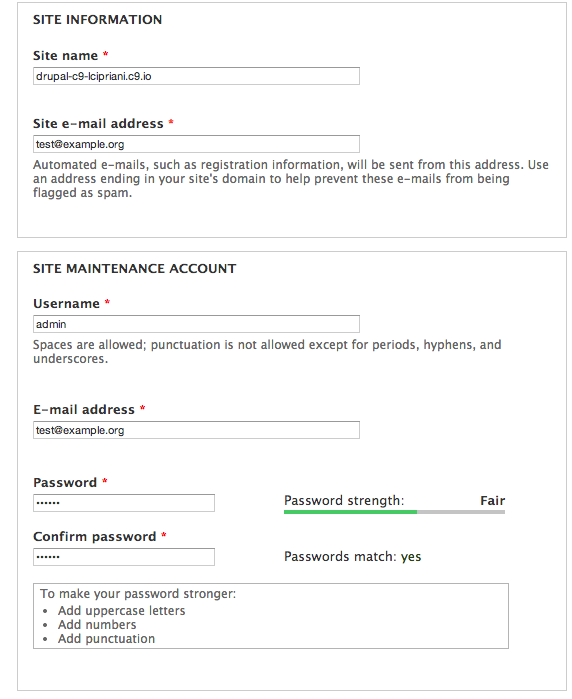 SITE INFORMATION
Site name *
drupal-c9-lcipriani.c9.io
Site e-mail address *
test@example.org
Automated e-mails, such as registration information, will be sent from this address. Use
an address ending in your site's domain to help prevent these e-mails from being
flagged as spam.
SITE MAINTENANCE ACCOUNT
Username *
admin
Spaces are allowed; punctuation is not allowed except for periods, hyphens, and
underscores.
E-mail address *
test@example.org
Password *
••••••
Password strength: Fair
Confirm password *
••••••
Passwords match: yes
To make your password stronger:
• Add uppercase letters
• Add numbers
• Add punctuation